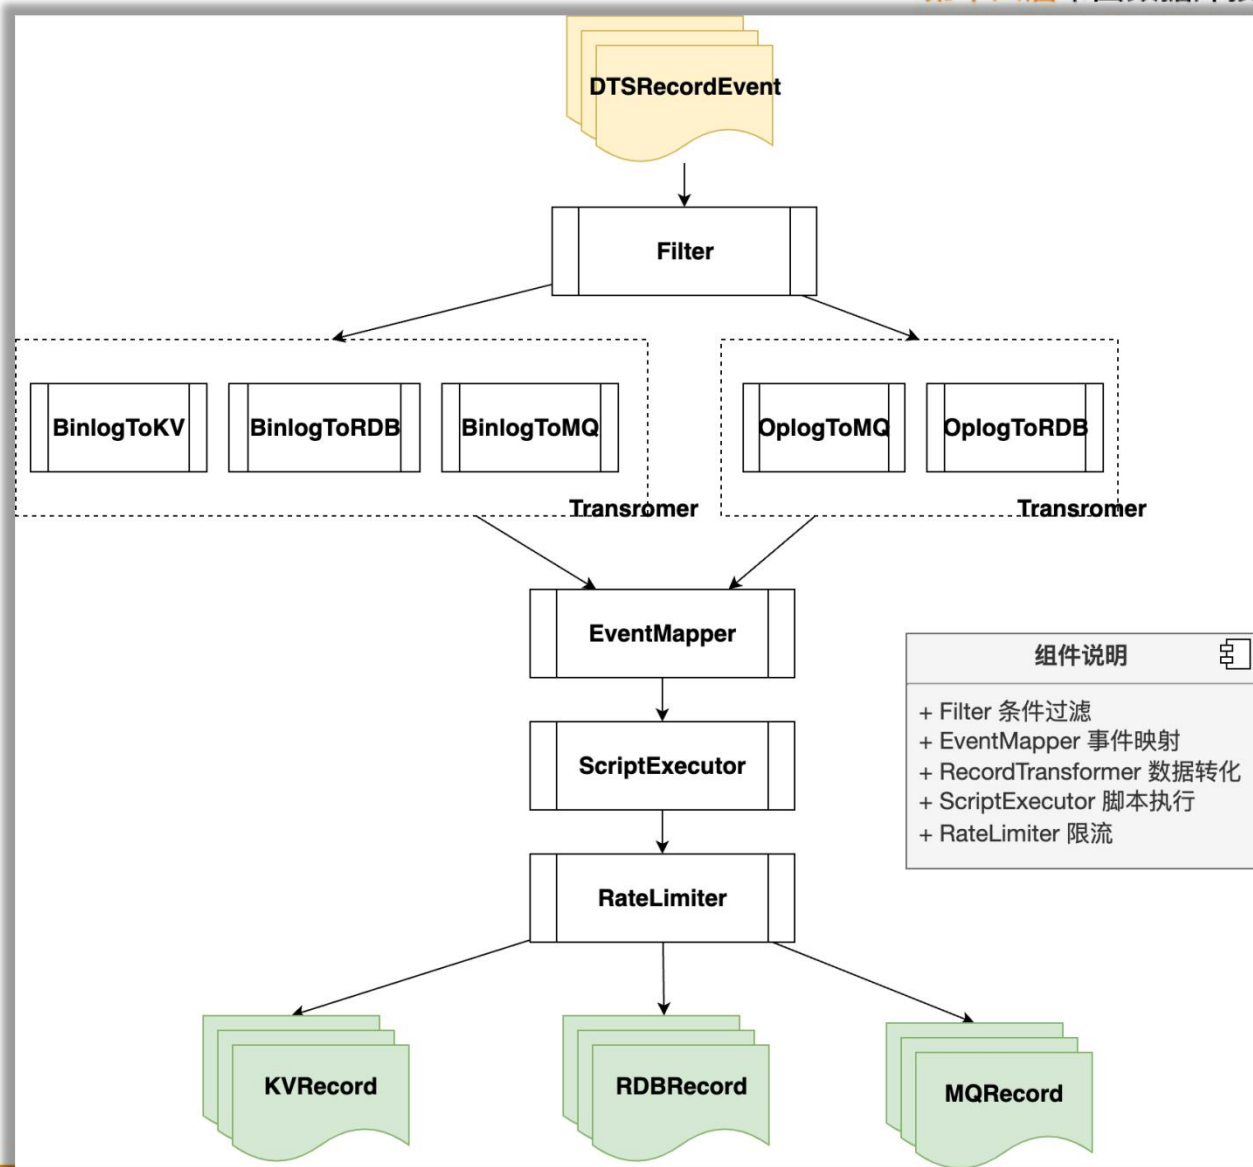 DTSRecordEvent
Filter
BinlogToKV
BinlogToRDB
BinlogToMQ
OplogToMQ
OplogToRDB
Transromer
Transromer
EventMapper
组件说明
+ Filter 条件过滤
+ EventMapper 事件映射
+ RecordTransformer 数据转化
+ ScriptExecutor 脚本执行
+ RateLimiter 限流
ScriptExecutor
RateLimiter
KVRecord
RDBRecord
MQRecord